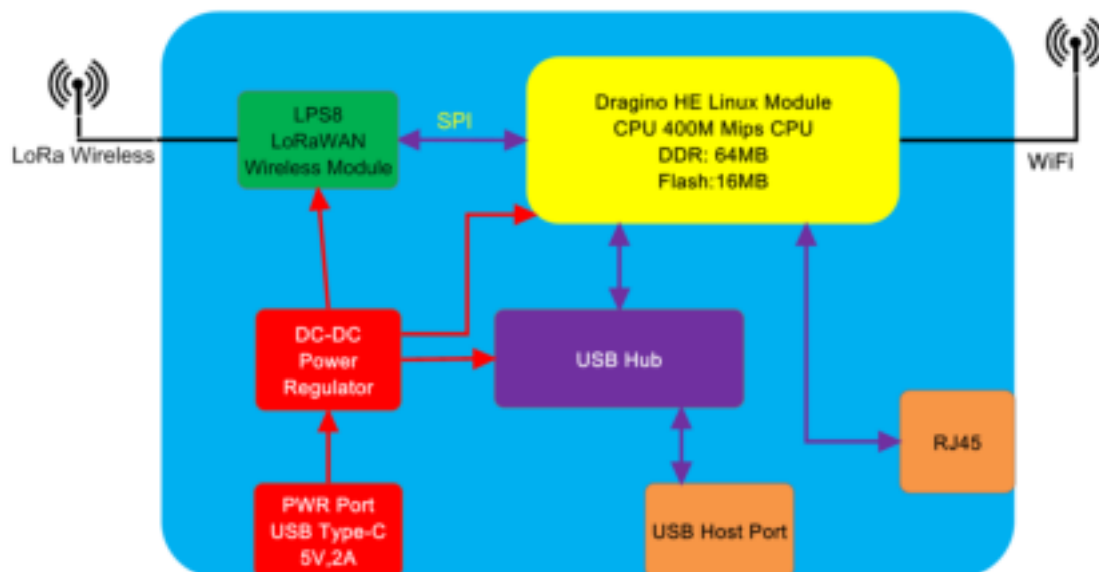 LPS8
LoRaWAN
Wireless Module
SPI
Dragino HE Linux Module
CPU 400M Mips CPU
DDR: 64MB
Flash:16MB
LoRa Wireless
WiFi
DC-DC
Power
Regulator
USB Hub
RJ45
PWR Port
USB Type-C
5V,2A
USB Host Port